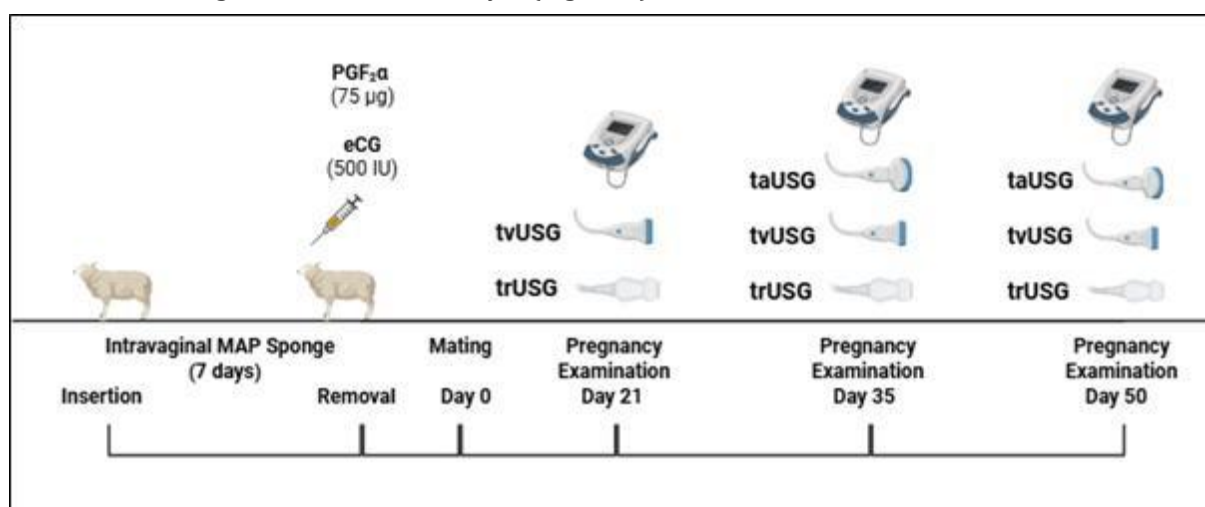 PGF₂α
(75 µg)
eCG
(500 IU)
tvUSG
trUSG
taUSG
tvUSG
trUSG
taUSG
tvUSG
trUSG
Intravaginal MAP Sponge
(7 days)
Insertion
Removal
Mating
Day 0
Pregnancy
Examination
Day 21
Pregnancy
Examination
Day 35
Pregnancy
Examination
Day 50